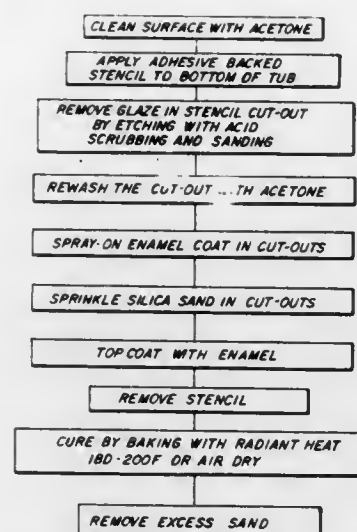 CLEAN SURFACE WITH ACETONE
APPLY ADHESIVE BACKED
STENCIL TO BOTTOM OF TUB
REMOVE GLAZE IN STENCIL CUT-OUT
BY ETCHING WITH ACID
SCRUBBING AND SANDING
REWASH THE CUT-OUT ...TH ACETONE
SPRAY-ON ENAMEL COAT IN CUT-OUTS
SPRINKLE SILICA SAND IN CUT-OUTS
TOPCOAT WITH ENAMEL
REMOVE STENCIL
CURE BY BAKING WITH RADIANT HEAT
180-200F OR AIR DRY
REMOVE EXCESS SAND